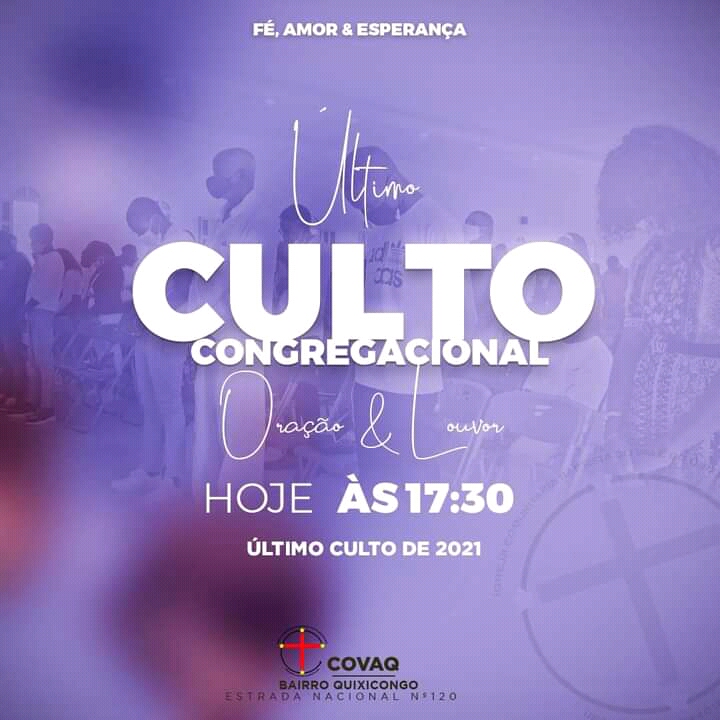 FÉ, AMOR & ESPERANÇA
Último
CULTO
CONGREGACIONAL
Oração & Louvor
HOJE ÀS 17:30
ÚLTIMO CULTO DE 2021
COVAQ
BAIRRO QUIXICONGO
ESTRADA NACIONAL Nº120